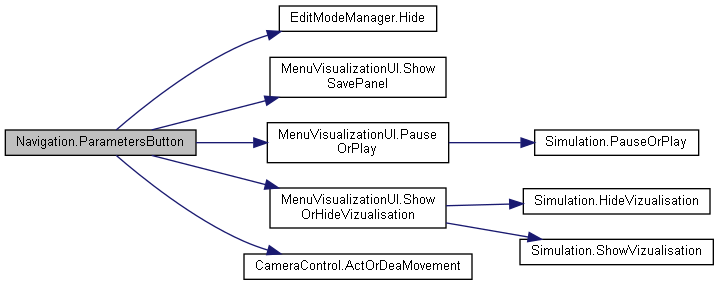 Navigation.ParametersButton
EditModeManager.Hide
MenuVisualizationUI.Show
SavePanel
MenuVisualizationUI.Pause
OrPlay
Simulation.PauseOrPlay
MenuVisualizationUI.Show
OrHideVizualisation
Simulation.HideVizualisation
Simulation.ShowVizualisation
CameraControl.ActOrDeaMovement